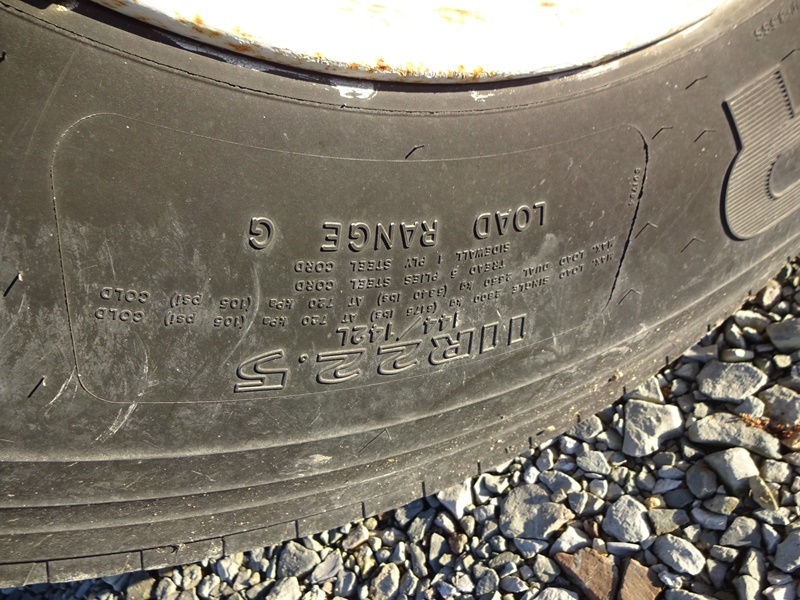 11R22.5
144/142L
MAX. LOAD SINGLE 2800 kg (6175 lbs) AT 720 kPa (105 PSI) COLD
MAX. LOAD DUAL 2650 kg (5840 lbs) AT 720 kPa (105 PSI) COLD
TREAD 5 PLIES STEEL CORD
SIDEWALL 1 PLY STEEL CORD
LOAD RANGE G
R